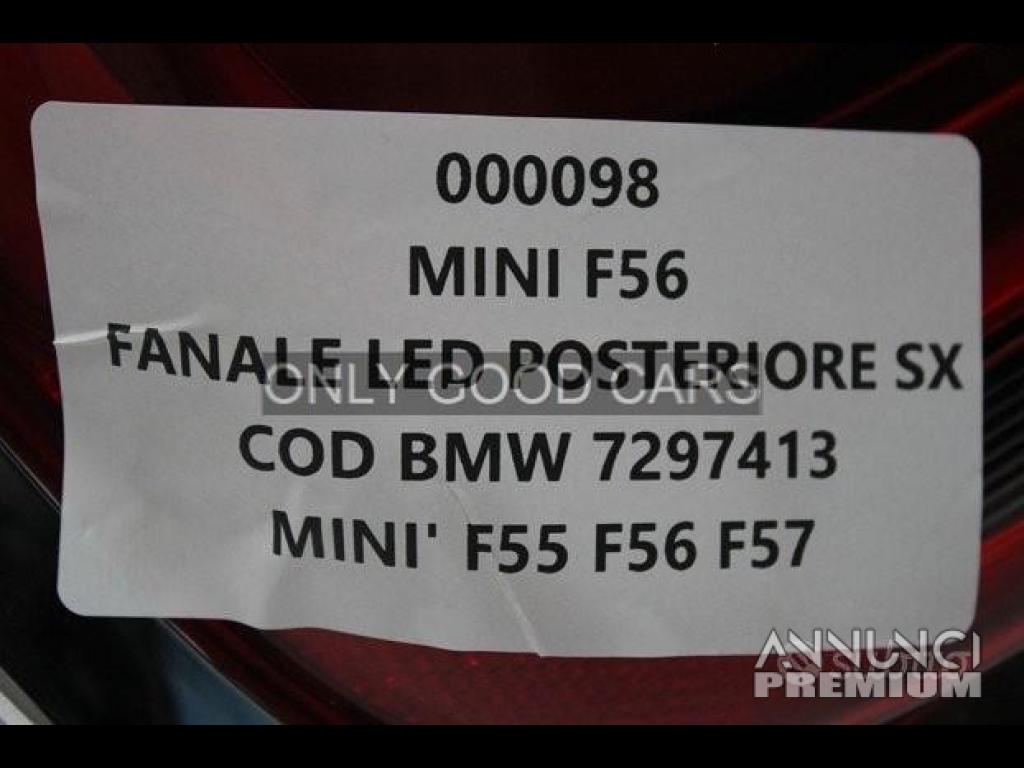 000098
MINI F56
FANALE LED POSTERIORE SX
ONLY GOOD CARS
COD BMW 7297413
MINI' F55 F56 F57
ANNUNCI
PREMIUM